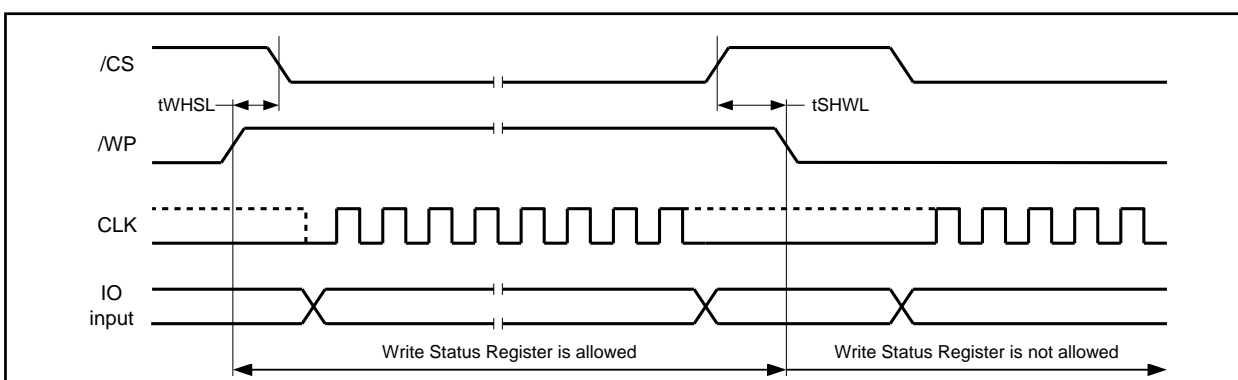 /CS
tWHSL
tSHWL
/WP
CLK
IO
input
Write Status Register is allowed
Write Status Register is not allowed